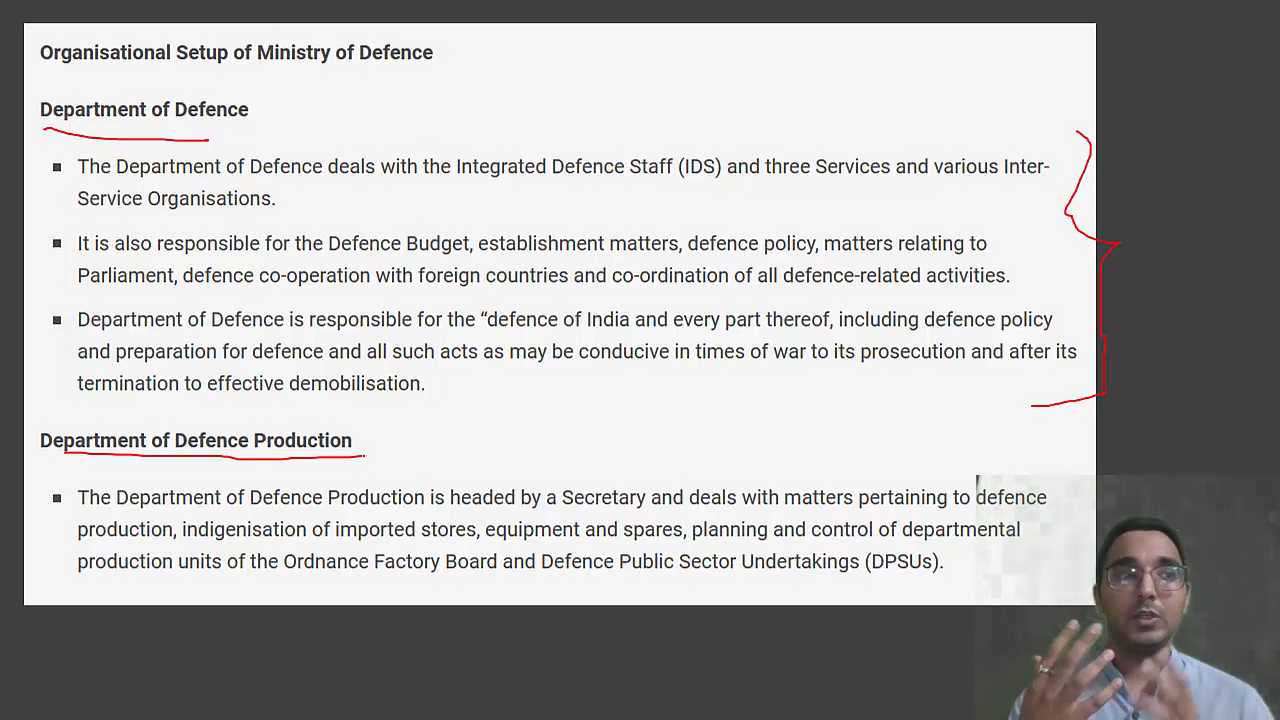 Organisational Setup of Ministry of Defence
Department of Defence
▪ The Department of Defence deals with the Integrated Defence Staff (IDS) and three Services and various Inter-
Service Organisations.
▪ It is also responsible for the Defence Budget, establishment matters, defence policy, matters relating to
Parliament, defence co-operation with foreign countries and co-ordination of all defence-related activities.
▪ Department of Defence is responsible for the “defence of India and every part thereof, including defence policy
and preparation for defence and all such acts as may be conducive in times of war to its prosecution and after its
termination to effective demobilisation.
Department of Defence Production
▪ The Department of Defence Production is headed by a Secretary and deals with matters pertaining to defence
production, indigenisation of imported stores, equipment and spares, planning and control of departmental
production units of the Ordnance Factory Board and Defence Public Sector Undertakings (DPSUs).